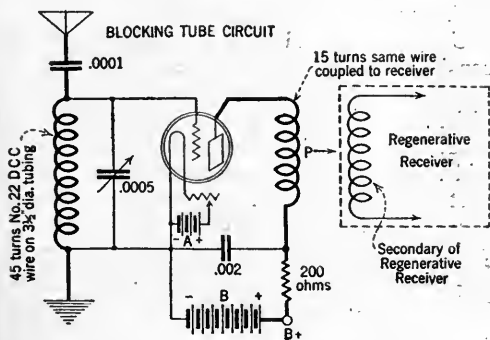 BLOCKING TUBE CIRCUIT
.0001
15 turns same wire
coupled to receiver
45 turns No.22 DCC
wire on 3½" dia. tubing
.0005
P
Regenerative
Receiver
- A +
.002
200
ohms
Secondary of
Regenerative
Receiver
- B +
B+